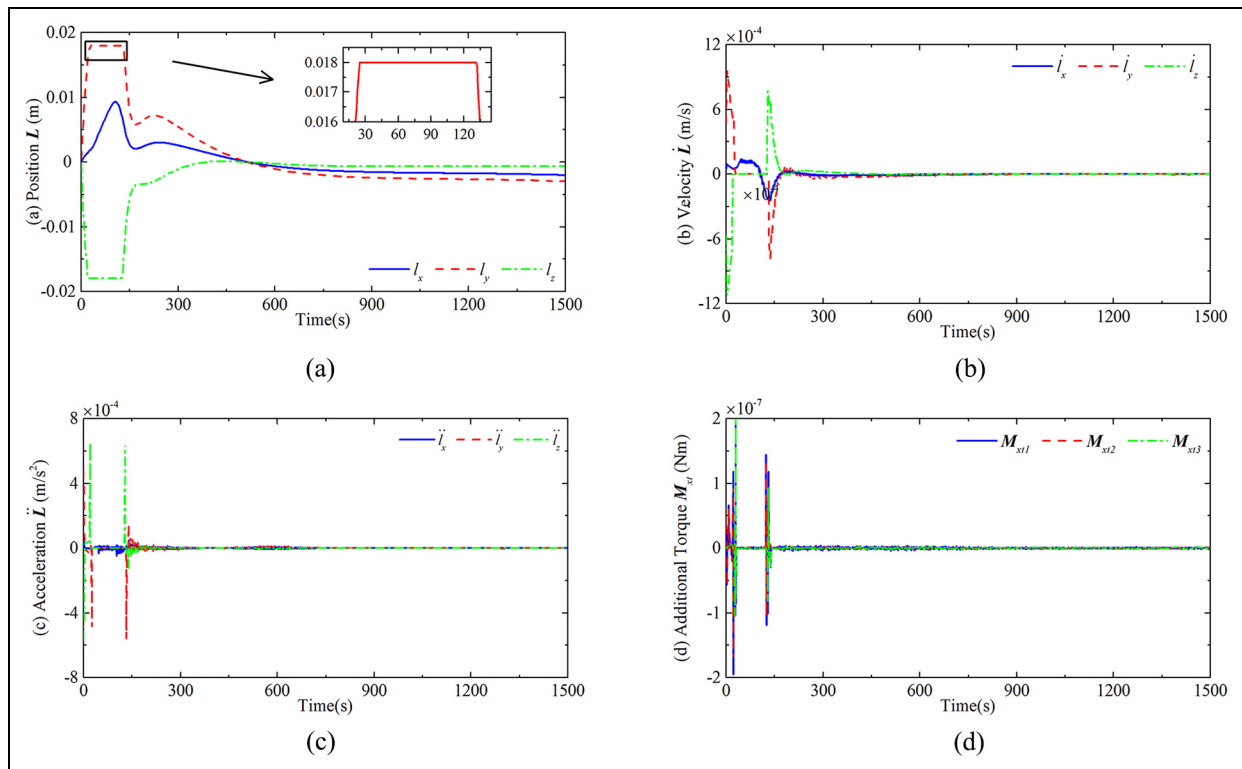 0.02
0.01
0
-0.01
-0.02
(a) Position L (m)
0.018
0.017
0.016
30 60 90 120
l_x l_y l_z
0 300 600 900 1200 1500
Time(s)
(a)
×10⁻⁴
12
6
0
-6
-12
(b) Velocity L̇ (m/s)
l̇_x l̇_y l̇_z
0 300 600 900 1200 1500
Time(s)
(b)
×10⁻⁴
8
4
0
-4
-8
(c) Acceleration L̈ (m/s²)
l̈_x l̈_y l̈_z
0 300 600 900 1200 1500
Time(s)
(c)
×10⁻⁷
2
1
0
-1
-2
(d) Additional Torque M_xt (Nm)
M_xt1 M_xt2 M_xt3
0 300 600 900 1200 1500
Time(s)
(d)